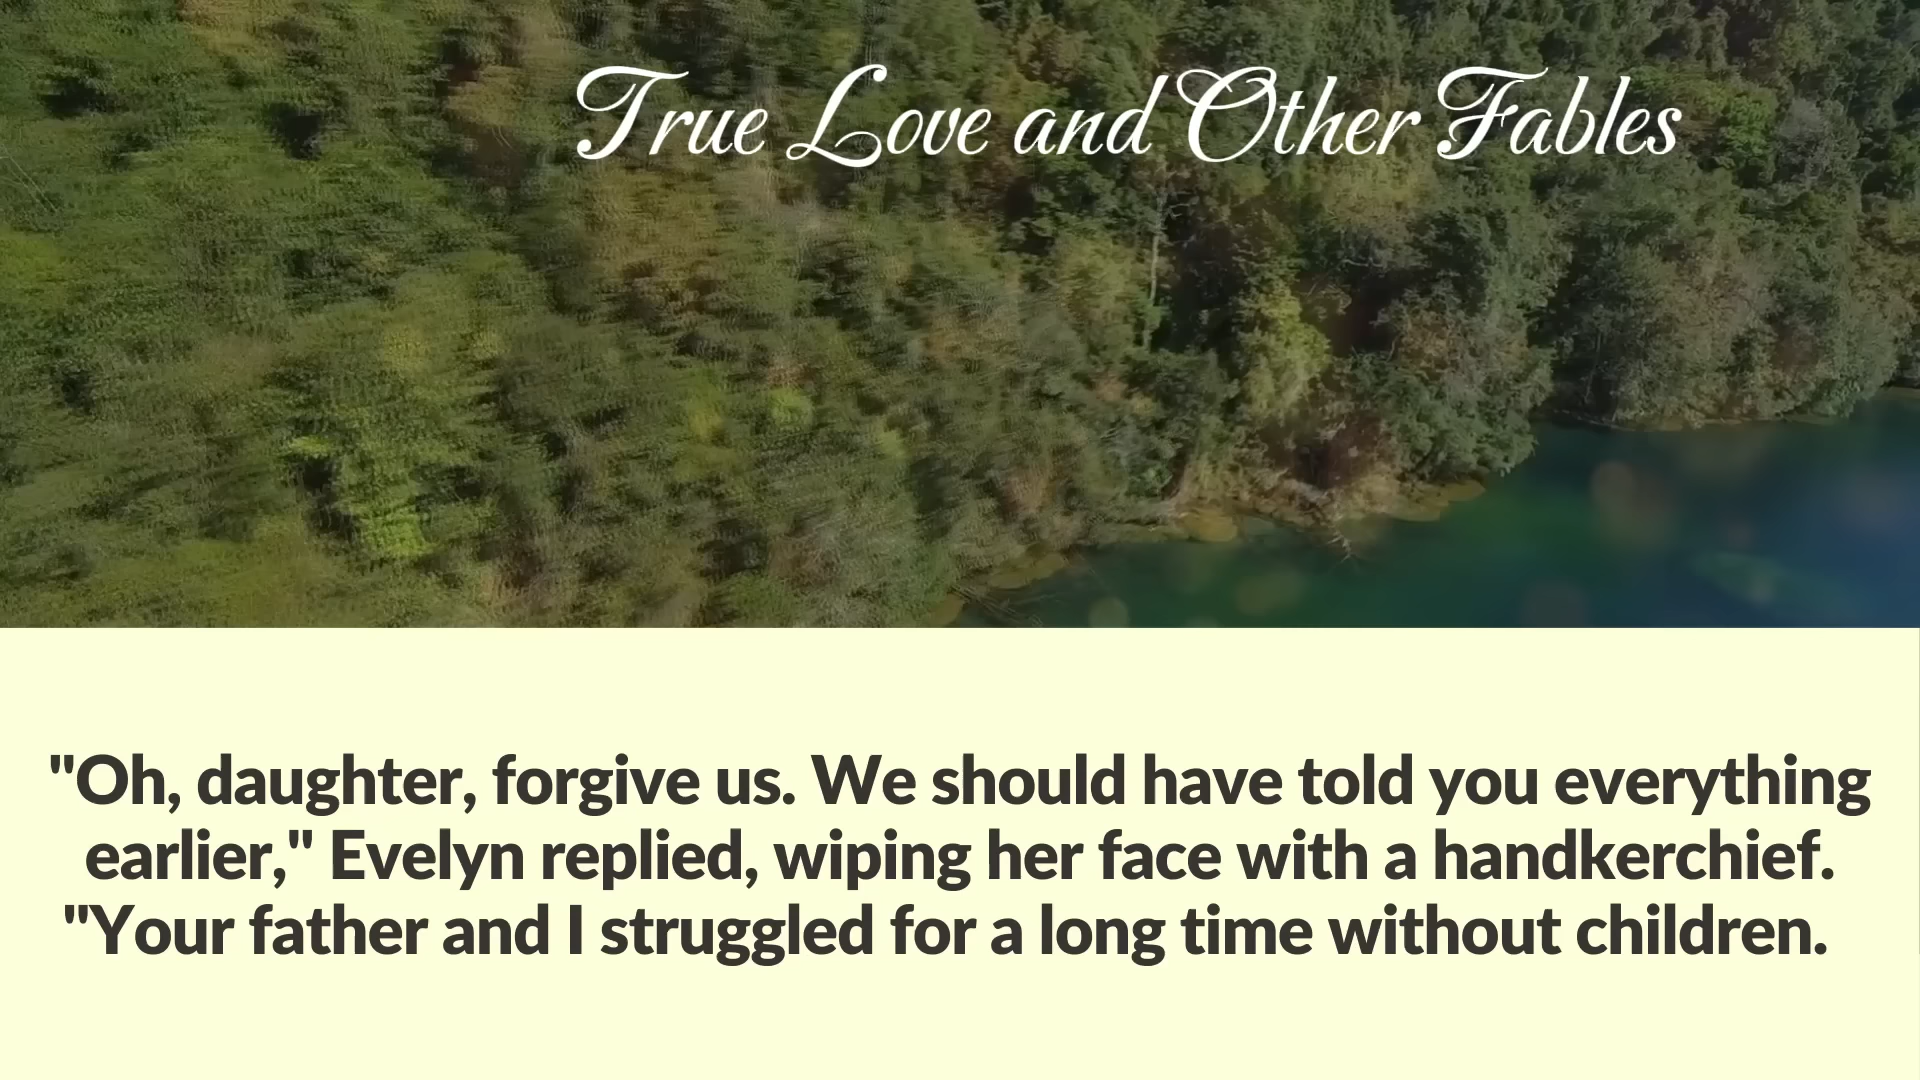 True Love and Other Fables
"Oh, daughter, forgive us. We should have told you everything
earlier," Evelyn replied, wiping her face with a handkerchief.
"Your father and I struggled for a long time without children.